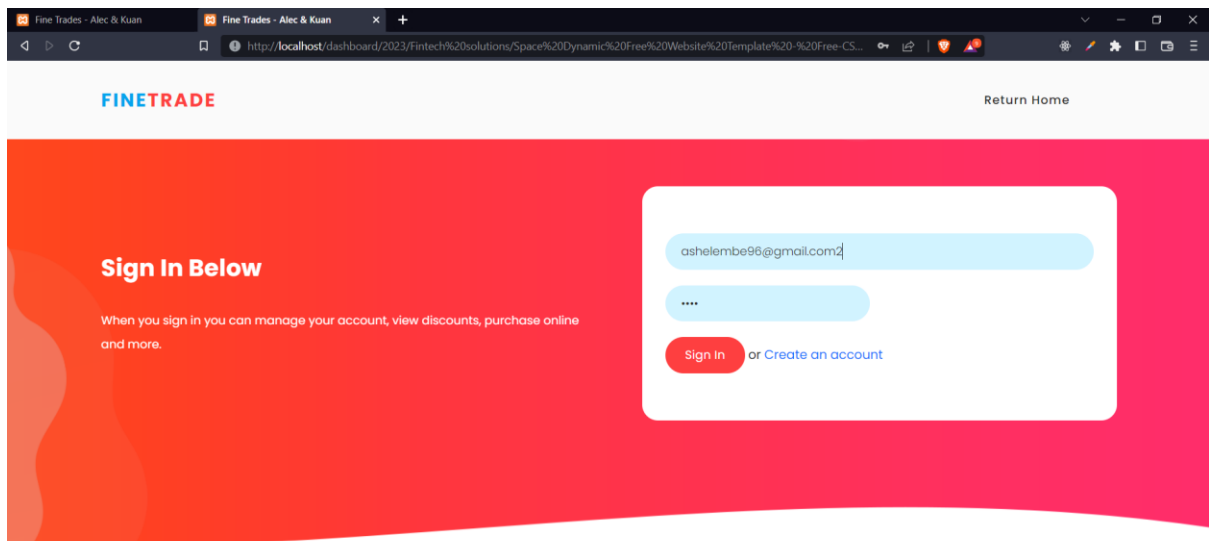 Fine Trades - Alec & Kuan
Fine Trades - Alec & Kuan
http://localhost/dashboard/2023/Fintech%20solutions/Space%20Dynamic%20Free%20Website%20Template%20-%20Free-CS...
FINETRADE
Return Home
ashelembe96@gmail.com2
Sign In Below
••••
When you sign in you can manage your account, view discounts, purchase online
and more.
Sign In or Create an account